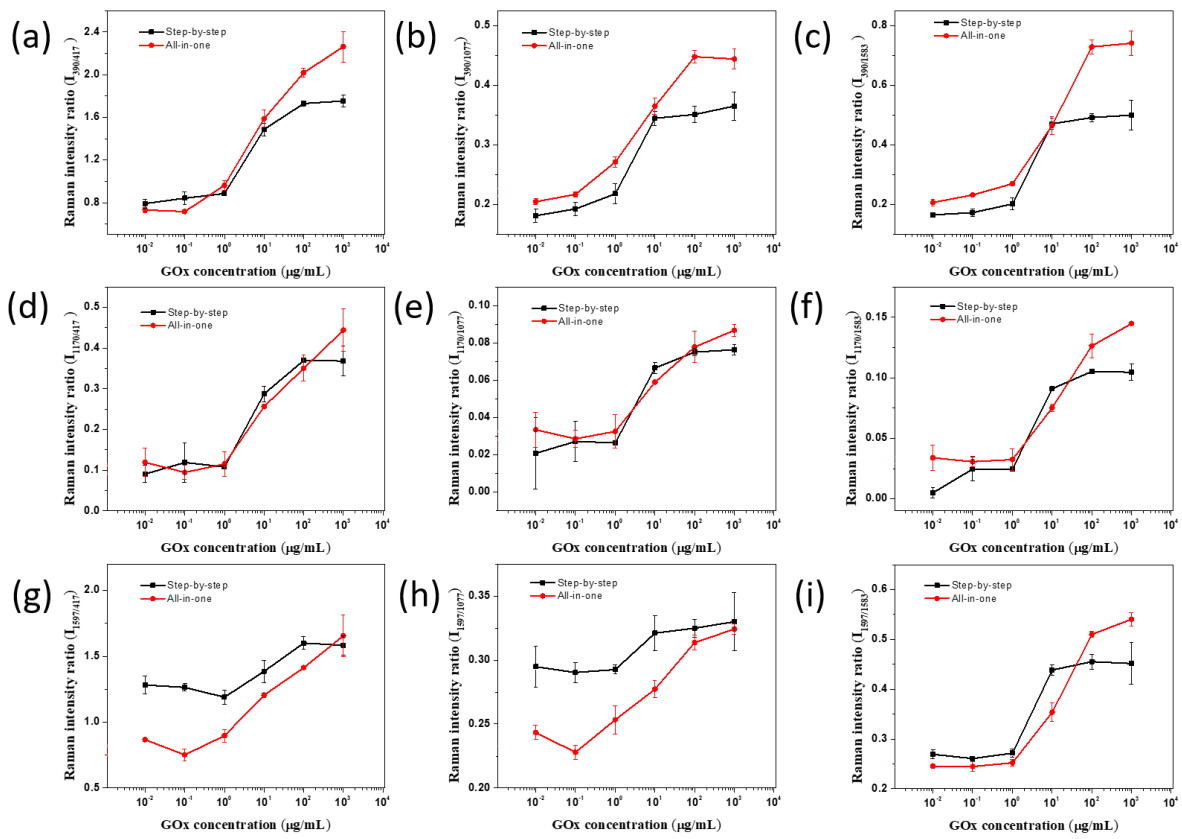 (a)
Raman intensity ratio (I390/417)
Step-by-step
All-in-one
2.4
2.0
1.6
1.2
0.8
10⁻² 10⁻¹ 10⁰ 10¹ 10² 10³ 10⁴
GOx concentration (μg/mL)
(b)
Raman intensity ratio (I390/1077)
Step-by-step
All-in-one
0.5
0.4
0.3
0.2
10⁻² 10⁻¹ 10⁰ 10¹ 10² 10³ 10⁴
GOx concentration (μg/mL)
(c)
Raman intensity ratio (I390/1583)
Step-by-step
All-in-one
0.8
0.6
0.4
0.2
10⁻² 10⁻¹ 10⁰ 10¹ 10² 10³ 10⁴
GOx concentration (μg/mL)
(d)
Raman intensity ratio (I1170/417)
Step-by-step
All-in-one
0.5
0.4
0.3
0.2
0.1
0.0
10⁻² 10⁻¹ 10⁰ 10¹ 10² 10³ 10⁴
GOx concentration (μg/mL)
(e)
Raman intensity ratio (I1170/1077)
Step-by-step
All-in-one
0.10
0.08
0.06
0.04
0.02
0.00
10⁻² 10⁻¹ 10⁰ 10¹ 10² 10³ 10⁴
GOx concentration (μg/mL)
(f)
Raman intensity ratio (I1170/1583)
Step-by-step
All-in-one
0.15
0.10
0.05
0.00
10⁻² 10⁻¹ 10⁰ 10¹ 10² 10³ 10⁴
GOx concentration (μg/mL)
(g)
Raman intensity ratio (I1597/417)
Step-by-step
All-in-one
2.0
1.5
1.0
0.5
10⁻² 10⁻¹ 10⁰ 10¹ 10² 10³ 10⁴
GOx concentration (μg/mL)
(h)
Raman intensity ratio (I1597/1077)
Step-by-step
All-in-one
0.35
0.30
0.25
0.20
10⁻² 10⁻¹ 10⁰ 10¹ 10² 10³ 10⁴
GOx concentration (μg/mL)
(i)
Raman intensity ratio (I1597/1583)
Step-by-step
All-in-one
0.6
0.5
0.4
0.3
0.2
10⁻² 10⁻¹ 10⁰ 10¹ 10² 10³ 10⁴
GOx concentration (μg/mL)